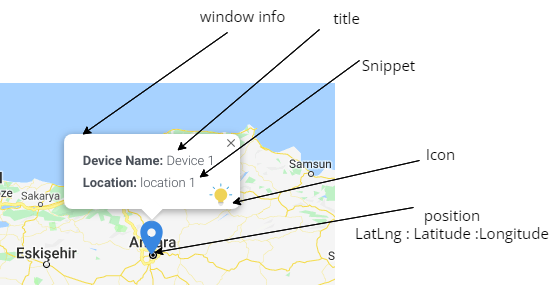 window info
title
Snippet
Device Name: Device 1
Samsun
Location: location 1
Icon
ze
Sakarya
position
LatLng : Latitude :Longitude
Ankara
Eskişehir
S